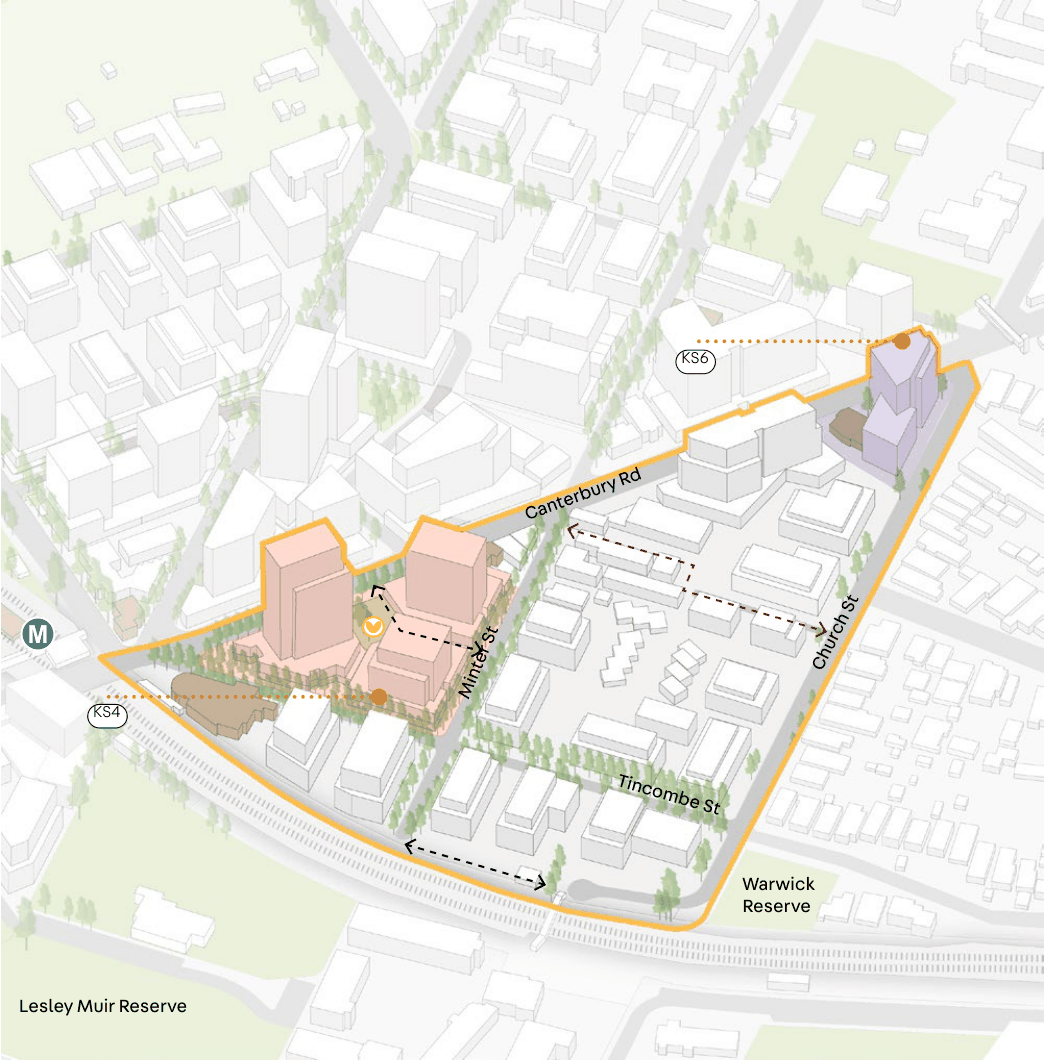 KS6
Canterbury Rd
Church St
M
Minter St
KS4
Tincombe St
Warwick
Reserve
Lesley Muir Reserve